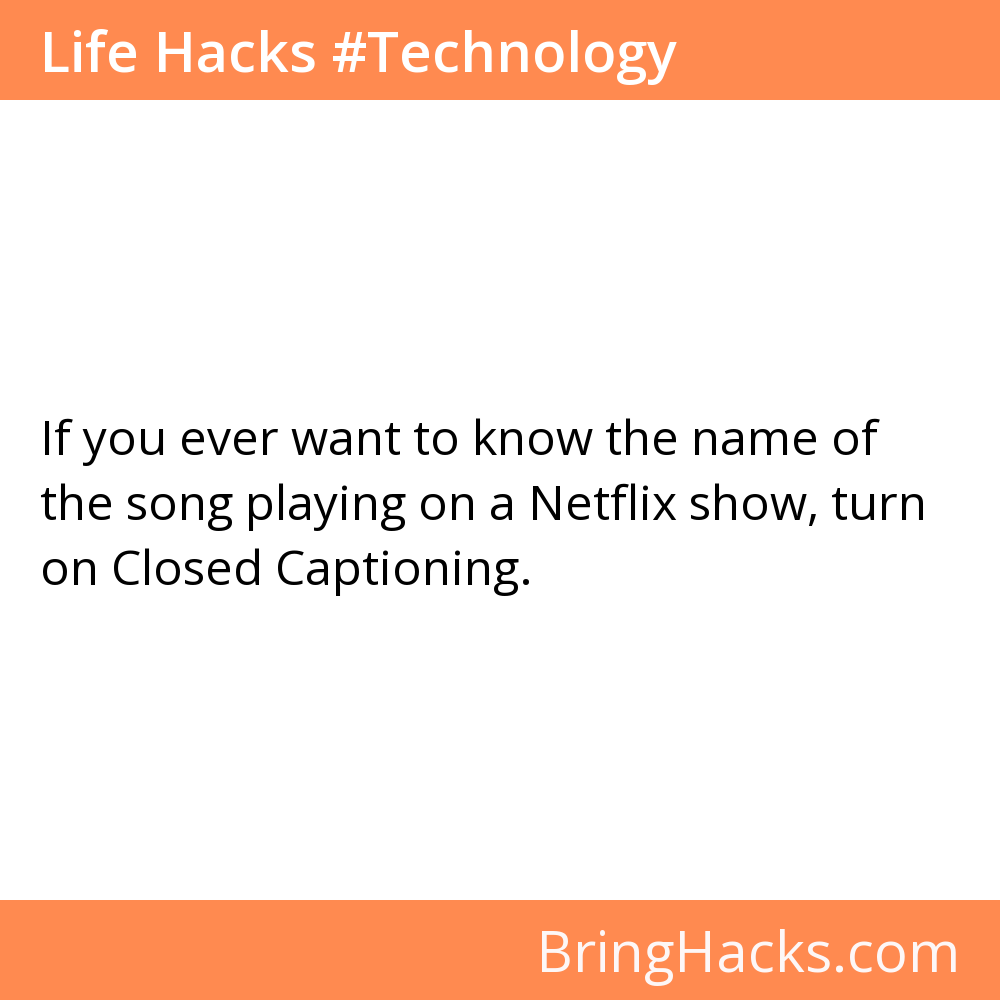 Life Hacks #Technology
If you ever want to know the name of
the song playing on a Netflix show, turn
on Closed Captioning.
BringHacks.com